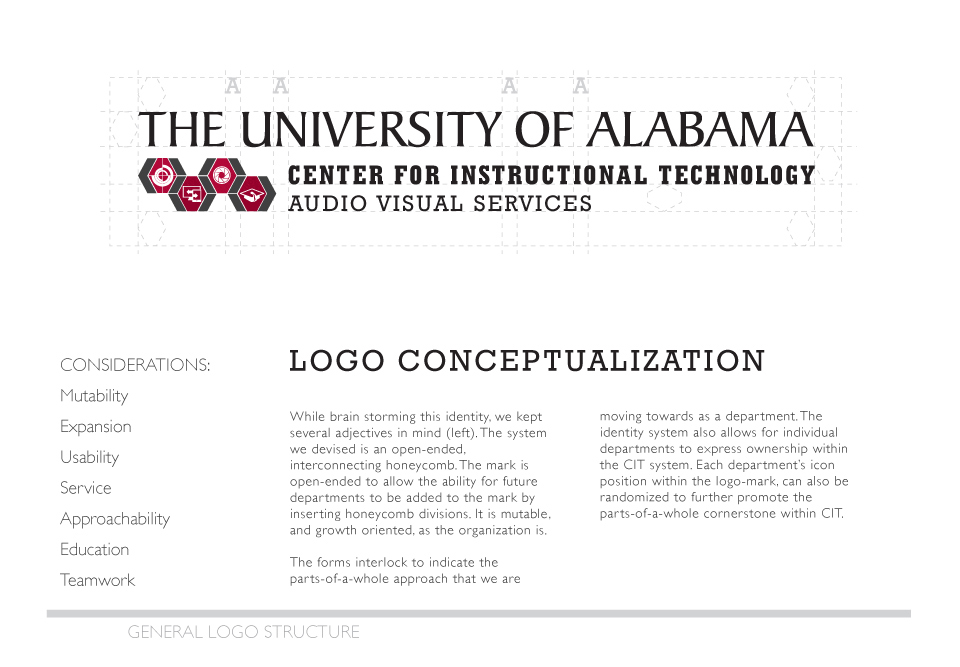 A A A A
THE UNIVERSITY OF ALABAMA
CENTER FOR INSTRUCTIONAL TECHNOLOGY
AUDIO VISUAL SERVICES
CONSIDERATIONS:
Mutability
Expansion
Usability
Service
Approachability
Education
Teamwork
LOGO CONCEPTUALIZATION
While brain storming this identity, we kept
several adjectives in mind (left). The system
we devised is an open-ended,
interconnecting honeycomb. The mark is
open-ended to allow the ability for future
departments to be added to the mark by
inserting honeycomb divisions. It is mutable,
and growth oriented, as the organization is.
The forms interlock to indicate the
parts-of-a-whole approach that we are
moving towards as a department. The
identity system also allows for individual
departments to express ownership within
the CIT system. Each department's icon
position within the logo-mark, can also be
randomized to further promote the
parts-of-a-whole cornerstone within CIT.
GENERAL LOGO STRUCTURE